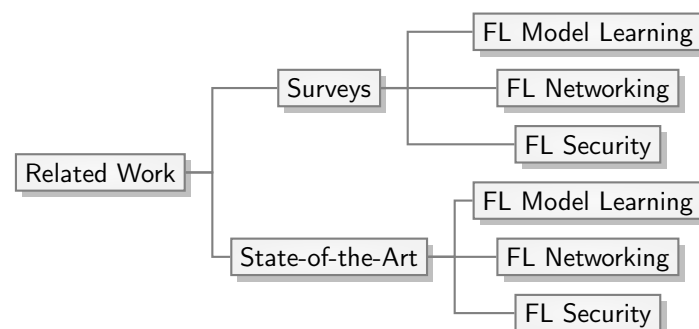 FL Model Learning
Surveys
FL Networking
FL Security
Related Work
FL Model Learning
State-of-the-Art
FL Networking
FL Security